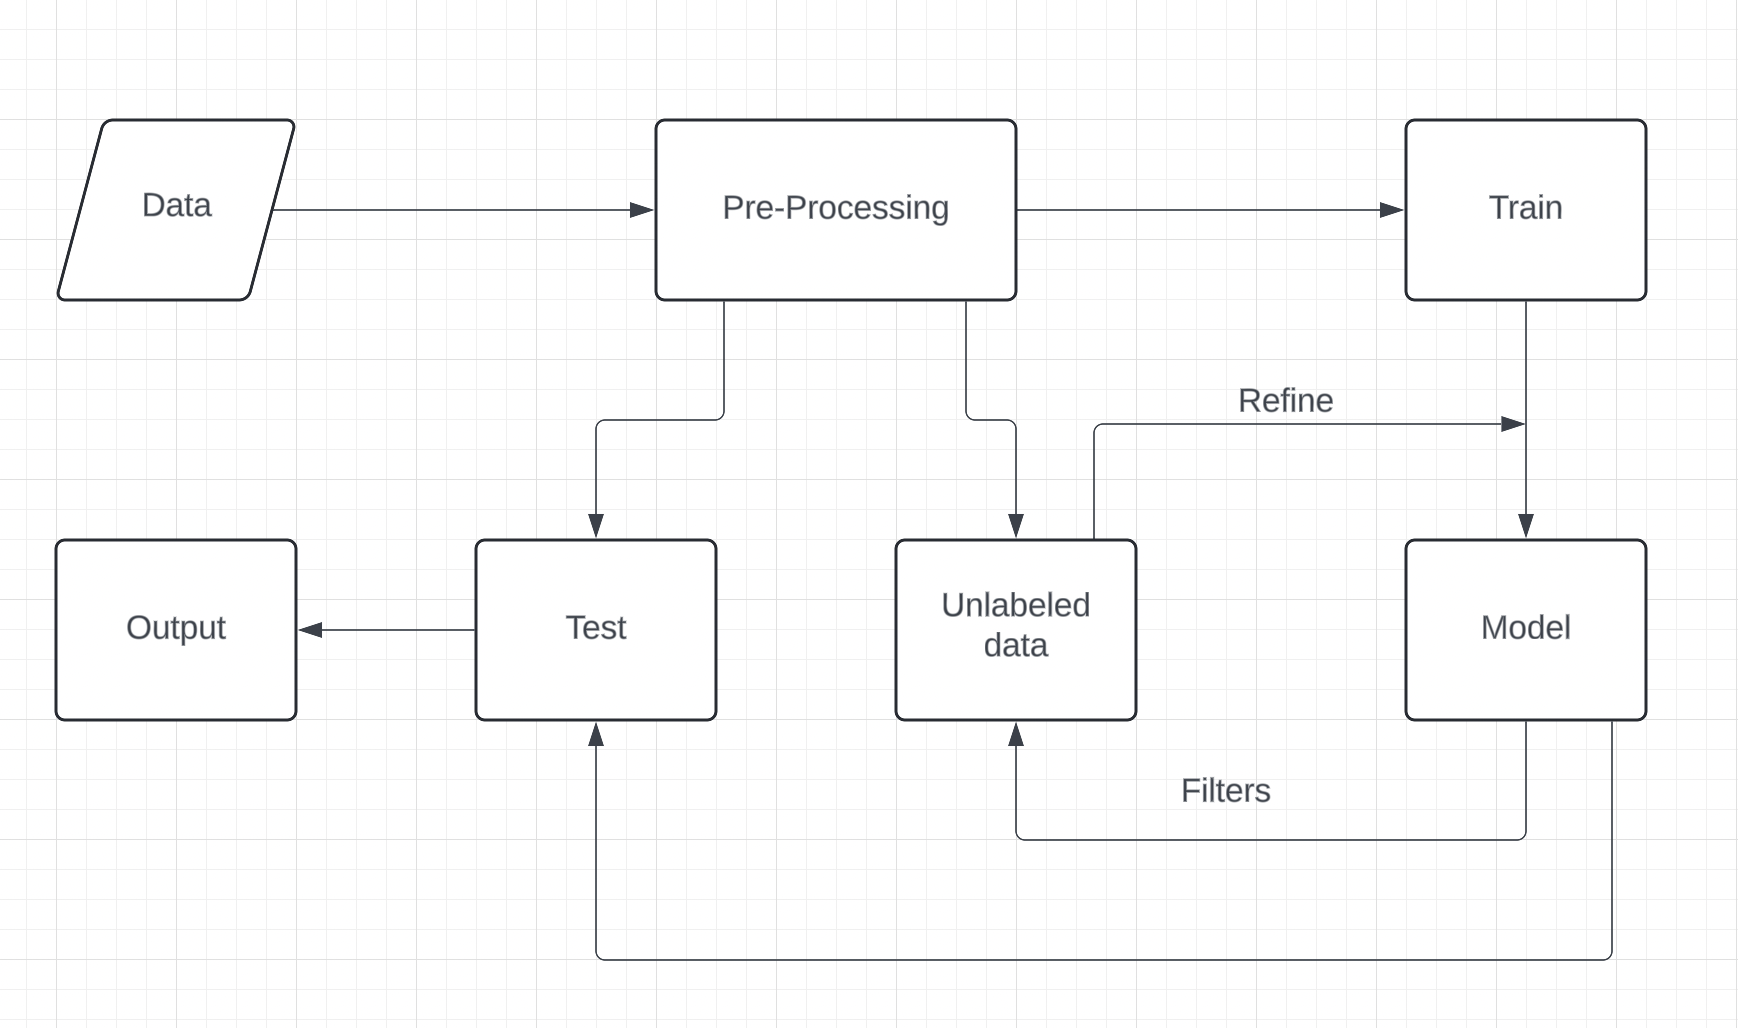 Data
Pre-Processing
Train
Refine
Output
Test
Unlabeled
data
Model
Filters